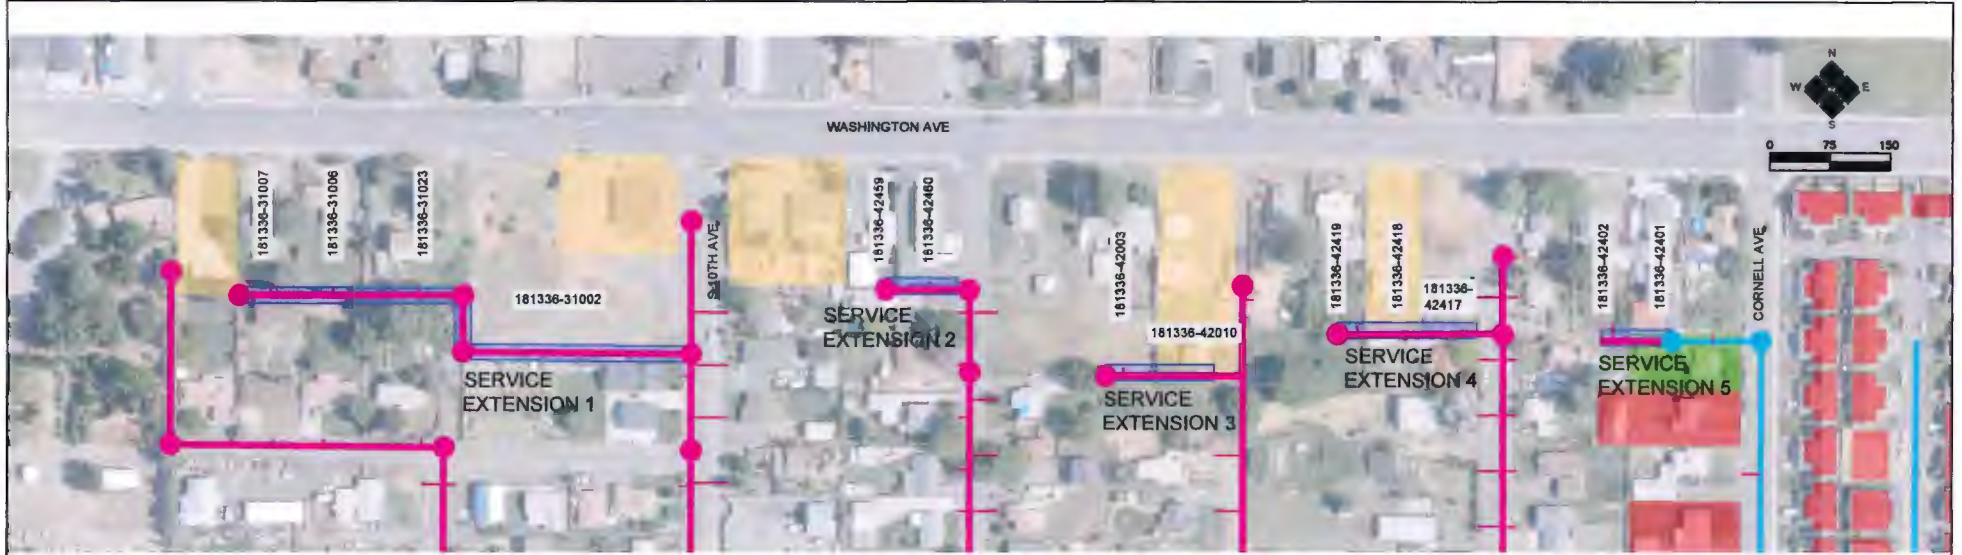 N
W E
S
0 75 150
WASHINGTON AVE
181336-31007
181336-31006
181336-31023
181336-31002
S 10TH AVE
181336-42459
181336-42460
181336-42003
181336-42010
181336-42419
181336-42418
181336-
42417
181336-42402
181336-42401
CORNELL AVE
SERVICE
EXTENSION 1
SERVICE
EXTENSION 2
SERVICE
EXTENSION 3
SERVICE
EXTENSION 4
SERVICE
EXTENSION 5